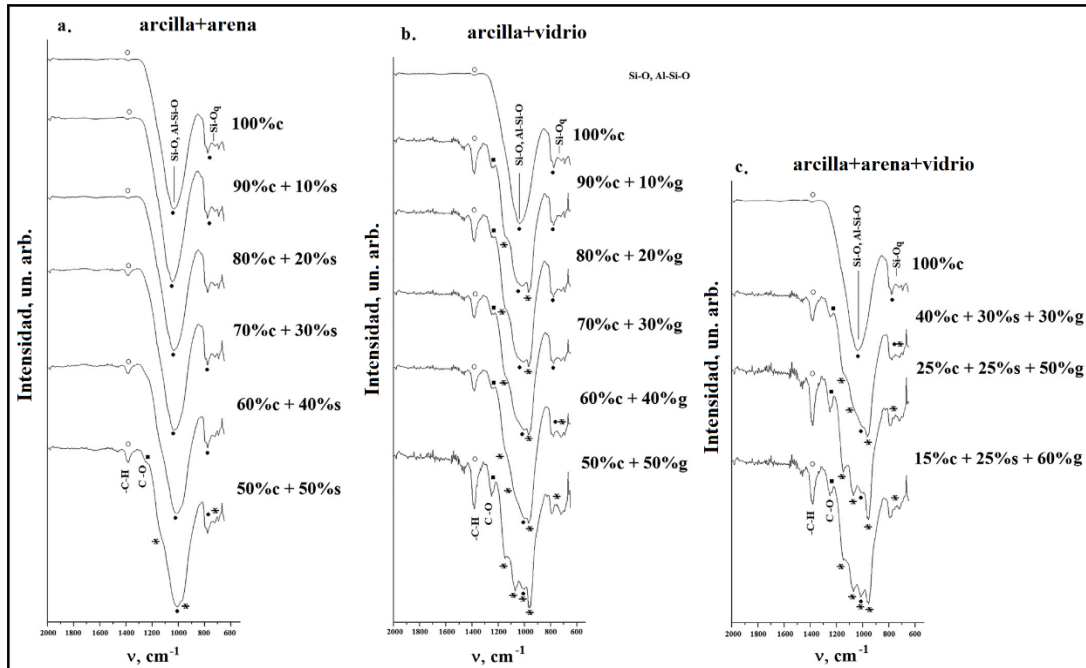 a.
arcilla+arena
Si-O, Al-Si-O
Si-Oq
100%c
90%c + 10%s
80%c + 20%s
70%c + 30%s
60%c + 40%s
50%c + 50%s
-C-H
C -O
Intensidad, un. arb.
2000 1800 1600 1400 1200 1000 800 600
ν, cm-1
b.
arcilla+vidrio
Si-O, Al-Si-O
Si-O, Al-Si-O
Si-Oq
100%c
90%c + 10%g
80%c + 20%g
70%c + 30%g
60%c + 40%g
50%c + 50%g
-C-H
C -O
Intensidad, un. arb.
2000 1800 1600 1400 1200 1000 800 600
ν, cm-1
c.
arcilla+arena+vidrio
Si-O, Al-Si-O
Si-Oq
100%c
40%c + 30%s + 30%g
25%c + 25%s + 50%g
15%c + 25%s + 60%g
-C-H
C -O
Intensidad, un. arb.
2000 1800 1600 1400 1200 1000 800 600
ν, cm-1